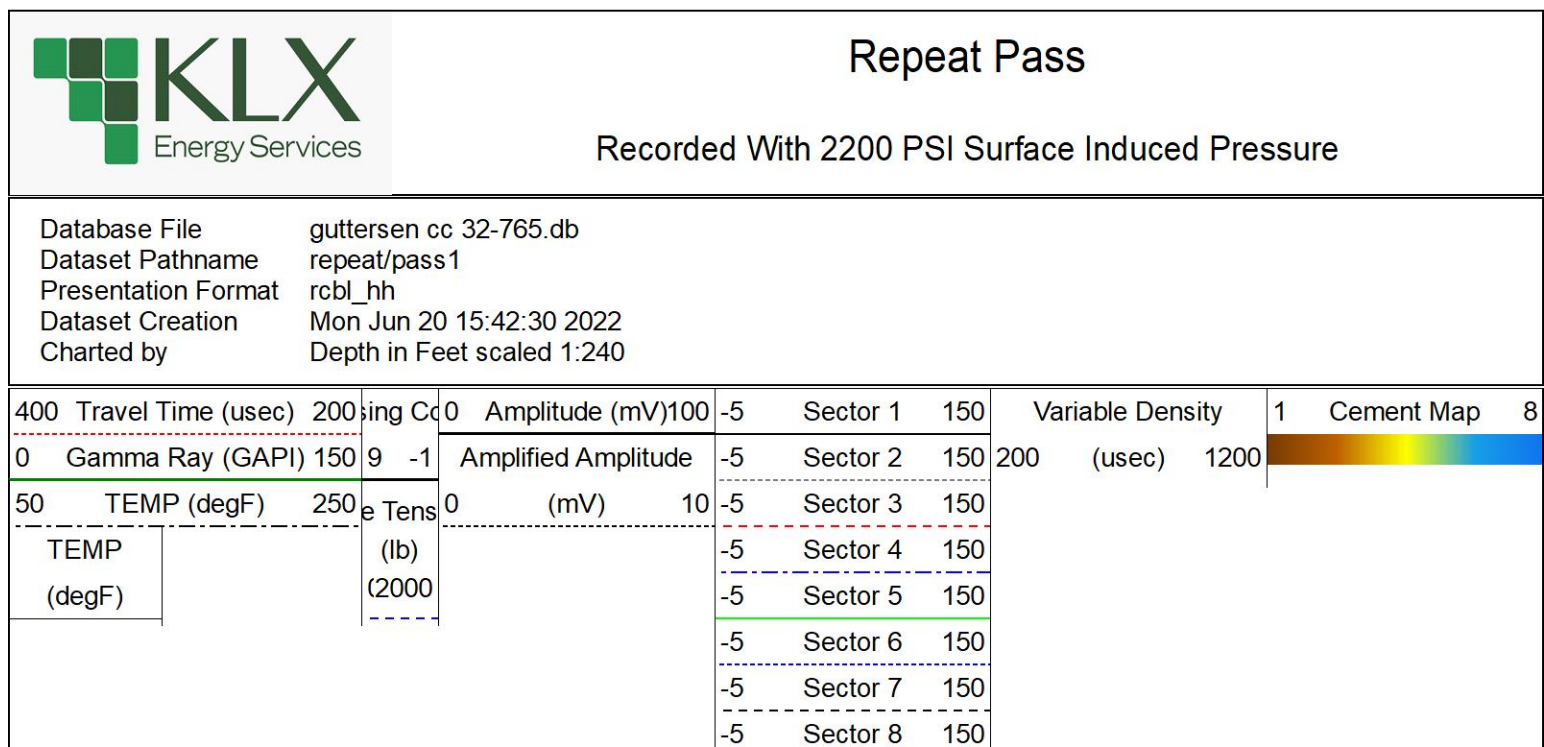 KLX
Energy Services
Repeat Pass
Recorded With 2200 PSI Surface Induced Pressure
Database File guttersen cc 32-765.db
Dataset Pathname repeat/pass1
Presentation Format rcbl_hh
Dataset Creation Mon Jun 20 15:42:30 2022
Charted by Depth in Feet scaled 1:240
400 Travel Time (usec) 200
0 Gamma Ray (GAPI) 150
50 TEMP (degF) 250
TEMP
(degF)
9 -1
e Tens
(lb)
2000
0 Amplitude (mV) 100
Amplified Amplitude
0 (mV) 10
-5 Sector 1 150
-5 Sector 2 150
-5 Sector 3 150
-5 Sector 4 150
-5 Sector 5 150
-5 Sector 6 150
-5 Sector 7 150
-5 Sector 8 150
Variable Density
200 (usec) 1200
1 Cement Map 8